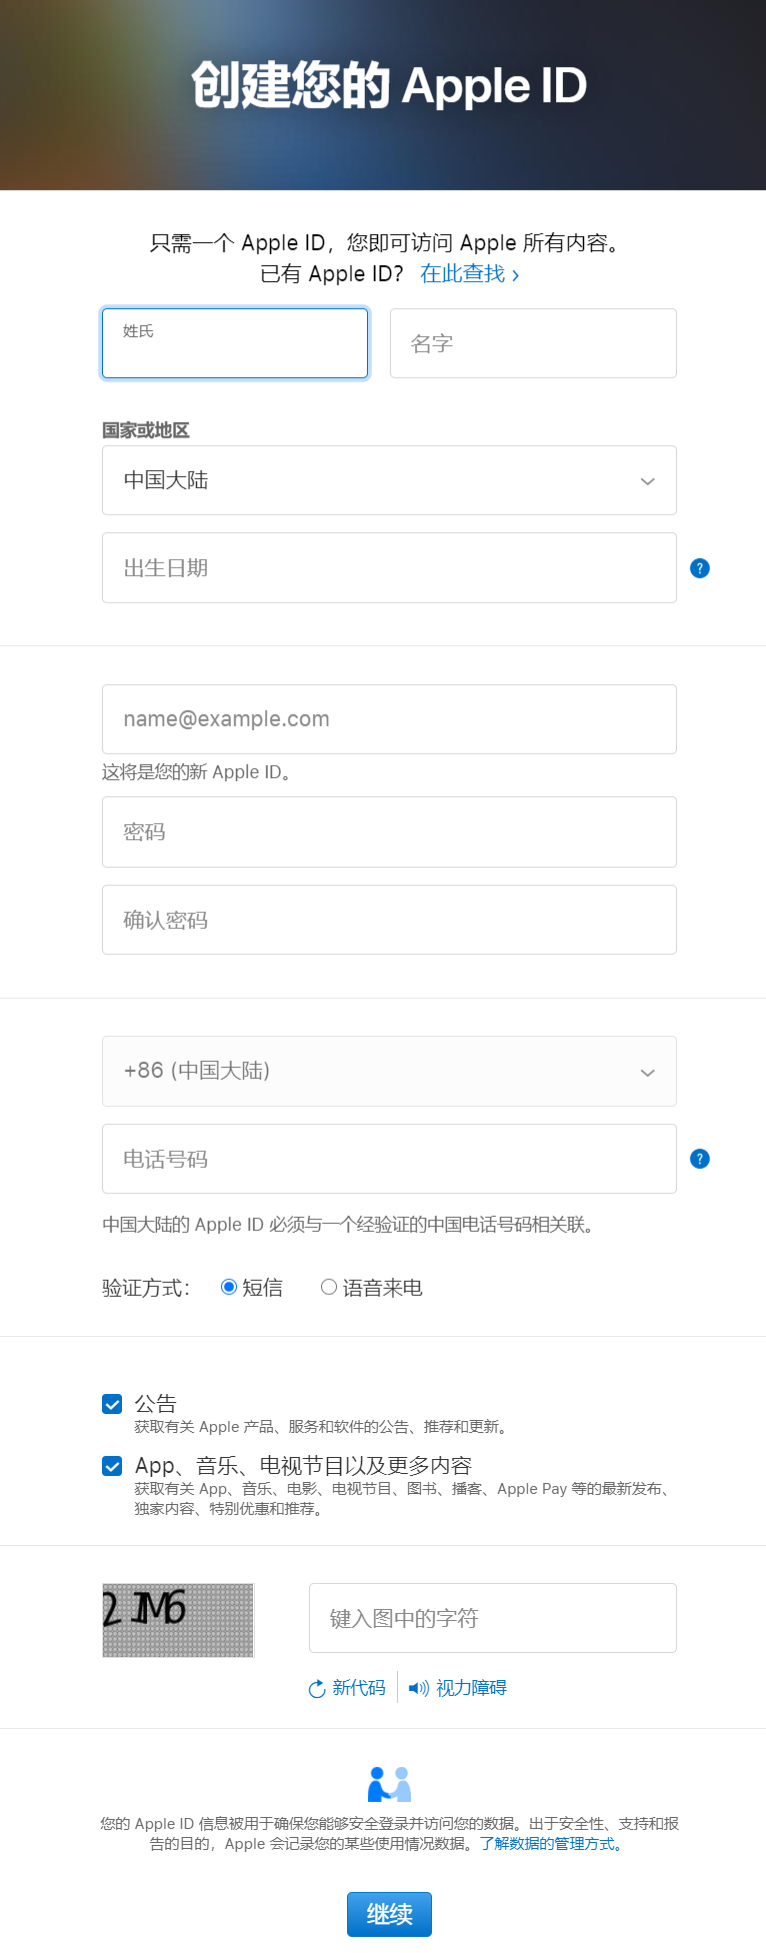 创建您的 Apple ID
只需一个 Apple ID，您即可访问 Apple 所有内容。
已有 Apple ID？ 在此查找 ›
姓氏 名字
国家或地区
中国大陆
出生日期 ?
name@example.com
这将是您的新 Apple ID。
密码
确认密码
+86 (中国大陆)
电话号码 ?
中国大陆的 Apple ID 必须与一个经验证的中国电话号码相关联。
验证方式： 短信 语音来电
公告
获取有关 Apple 产品、服务和软件的公告、推荐和更新。
App、音乐、电视节目以及更多内容
获取有关 App、音乐、电影、电视节目、图书、播客、Apple Pay 等的最新发布、
独家内容、特别优惠和推荐。
21M6 键入图中的字符
新代码 视力障碍
您的 Apple ID 信息被用于确保您能够安全登录并访问您的数据。出于安全性、支持和报
告的目的，Apple 会记录您的某些使用情况数据。了解数据的管理方式。
继续